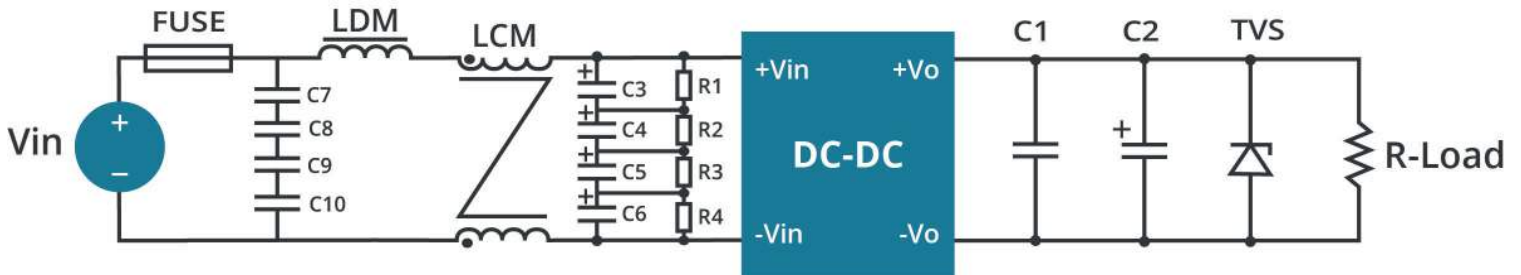 FUSE
LDM
LCM
C1
C2
TVS
Vin
+
−
C7
C8
C9
C10
+
C3
+
C4
+
C5
+
C6
R1
R2
R3
R4
+Vin
+Vo
DC-DC
-Vin
-Vo
+
R-Load